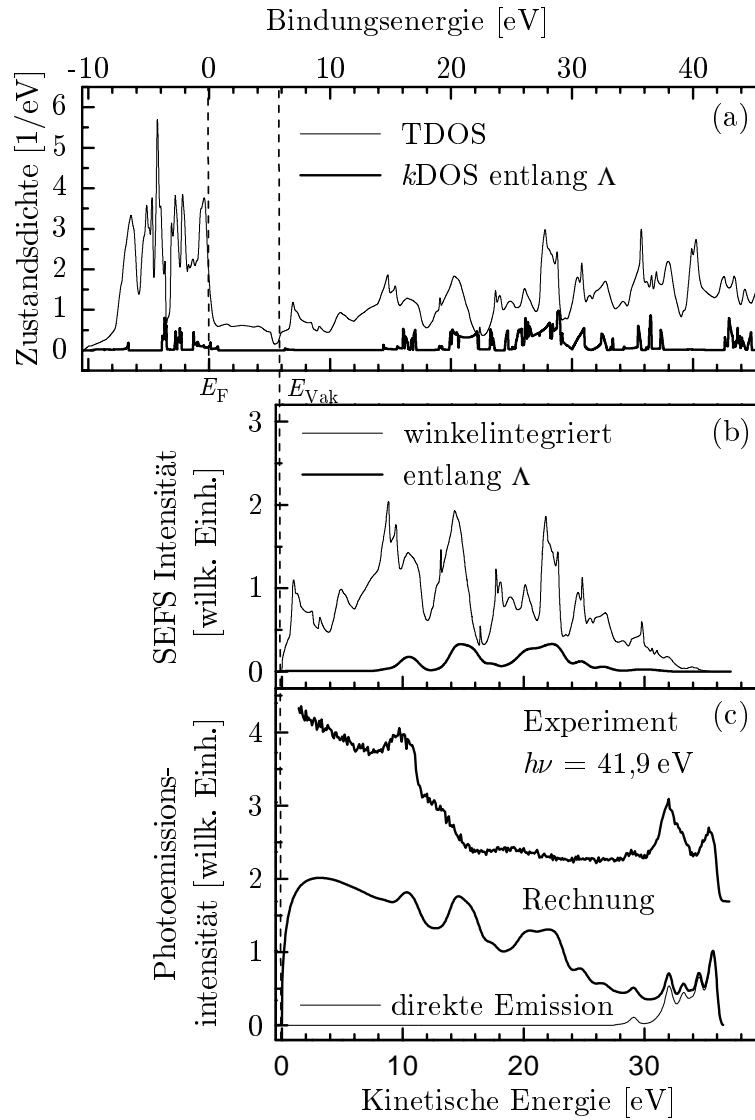 Bindungsenergie [eV]
-10 0 10 20 30 40
Zustandsdichte [1/eV]
6
5
4
3
2
1
0
(a)
TDOS
kDOS entlang Λ
E_F
E_Vak
SEFS Intensität
[willk. Einh.]
3
2
1
0
(b)
winkelintegriert
entlang Λ
Photoemissions-
intensität [willk. Einh.]
4
3
2
1
0
(c)
Experiment
hν = 41,9 eV
Rechnung
direkte Emission
0 10 20 30
Kinetische Energie [eV]